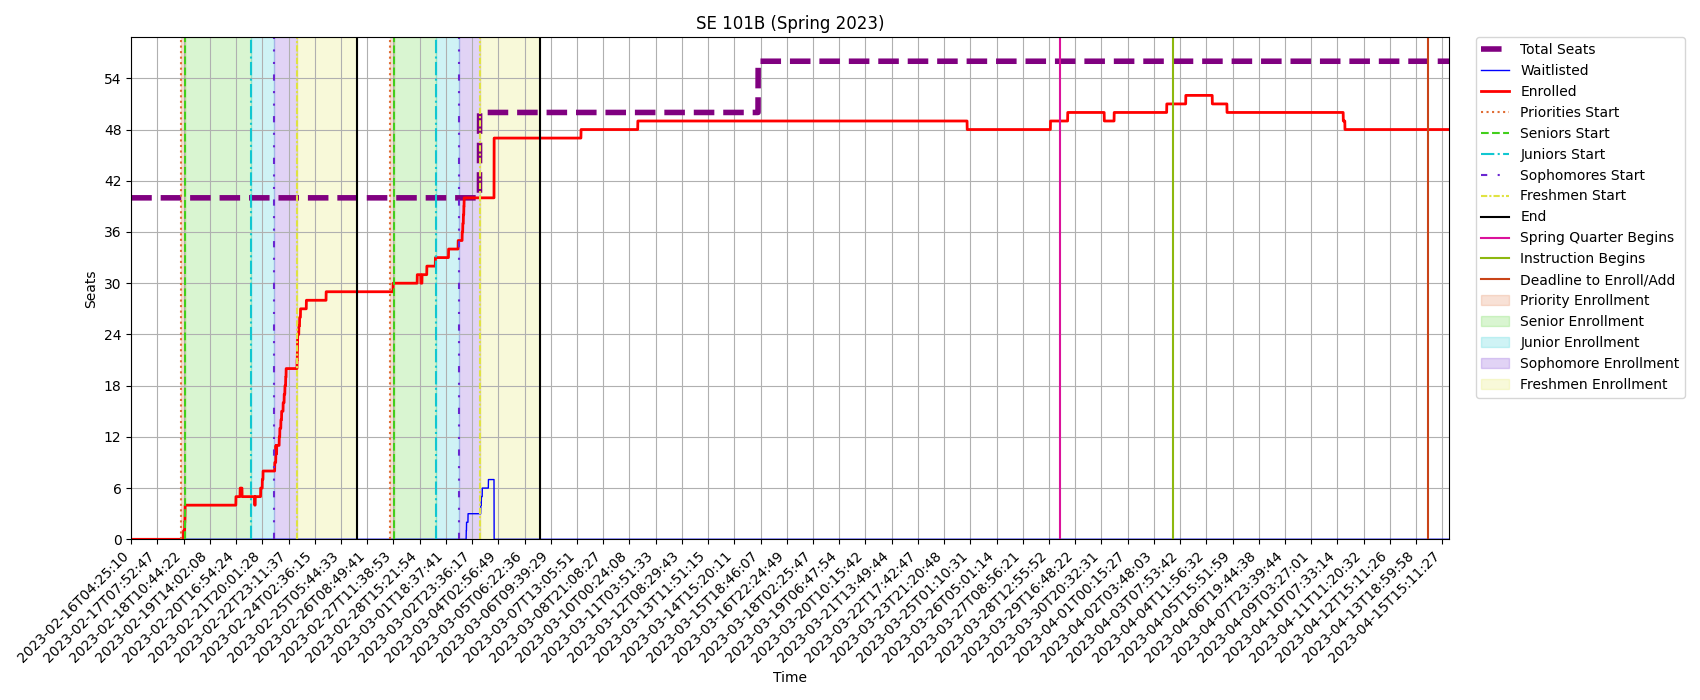 SE 101B (Spring 2023)
Seats
54
48
42
36
30
24
18
12
6
0
2023-02-16T04:25:10
2023-02-17T07:52:47
2023-02-18T10:44:22
2023-02-19T14:02:08
2023-02-20T16:54:24
2023-02-21T20:01:28
2023-02-22T23:11:37
2023-02-24T02:36:15
2023-02-25T05:44:33
2023-02-26T08:49:41
2023-02-27T11:38:53
2023-02-28T15:21:54
2023-03-01T18:37:41
2023-03-02T23:36:17
2023-03-04T02:56:49
2023-03-05T06:22:36
2023-03-06T09:39:29
2023-03-07T13:05:51
2023-03-08T21:08:27
2023-03-10T00:24:08
2023-03-11T03:51:33
2023-03-12T08:29:43
2023-03-13T11:51:15
2023-03-14T15:20:11
2023-03-15T18:46:07
2023-03-16T22:24:49
2023-03-18T02:25:47
2023-03-19T06:47:54
2023-03-20T10:15:42
2023-03-21T13:49:44
2023-03-22T17:42:47
2023-03-23T21:20:48
2023-03-25T01:10:31
2023-03-26T05:01:14
2023-03-27T08:56:21
2023-03-28T12:55:52
2023-03-29T16:48:22
2023-03-30T20:32:31
2023-04-01T00:15:27
2023-04-02T03:48:03
2023-04-03T07:53:42
2023-04-04T11:56:32
2023-04-05T15:51:59
2023-04-06T19:44:38
2023-04-07T23:39:44
2023-04-09T03:27:01
2023-04-10T07:33:14
2023-04-11T11:20:32
2023-04-12T15:11:26
2023-04-13T18:59:58
2023-04-15T15:11:27
Time
Total Seats
Waitlisted
Enrolled
Priorities Start
Seniors Start
Juniors Start
Sophomores Start
Freshmen Start
End
Spring Quarter Begins
Instruction Begins
Deadline to Enroll/Add
Priority Enrollment
Senior Enrollment
Junior Enrollment
Sophomore Enrollment
Freshmen Enrollment